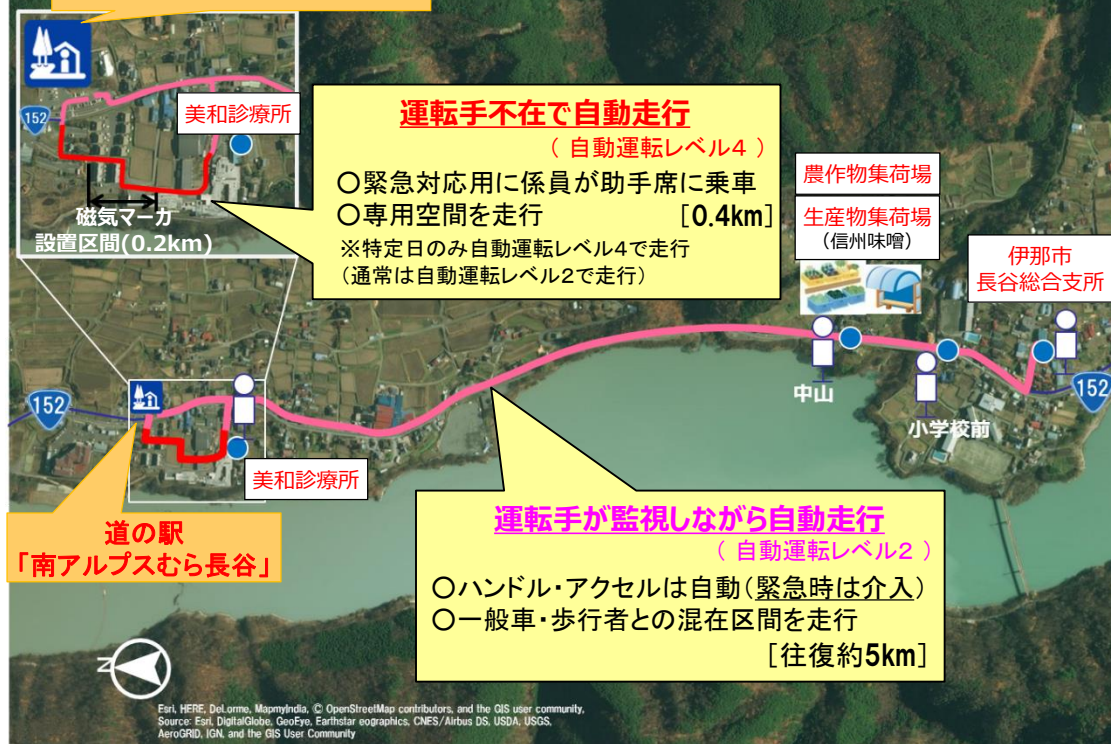 152
美和診療所
磁気マーカ
設置区間(0.2km)
運転手不在で自動走行
（ 自動運転レベル４ ）
〇緊急対応用に係員が助手席に乗車
〇専用空間を走行 [0.4km]
※特定日のみ自動運転レベル4で走行
（通常は自動運転レベル2で走行）
農作物集荷場
生産物集荷場
(信州味噌)
伊那市
長谷総合支所
152
中山
小学校前
152
美和診療所
道の駅
「南アルプスむら長谷」
運転手が監視しながら自動走行
（ 自動運転レベル２ ）
〇ハンドル・アクセルは自動（緊急時は介入）
〇一般車・歩行者との混在区間を走行
[往復約5km]
N
Esri, HERE, DeLorme, MapmyIndia, © OpenStreetMap contributors, and the GIS user community,
Source: Esri, DigitalGlobe, GeoEye, Earthstar eographics, CNES/Airbus DS, USDA, USGS,
AeroGRID, IGN, and the GIS User Community